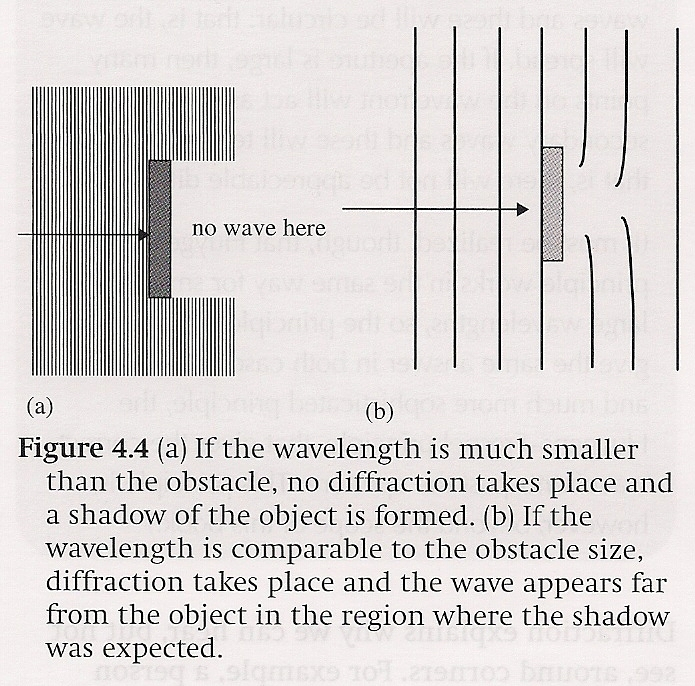 no wave here
(a)
(b)
Figure 4.4 (a) If the wavelength is much smaller
than the obstacle, no diffraction takes place and
a shadow of the object is formed. (b) If the
wavelength is comparable to the obstacle size,
diffraction takes place and the wave appears far
from the object in the region where the shadow
was expected.